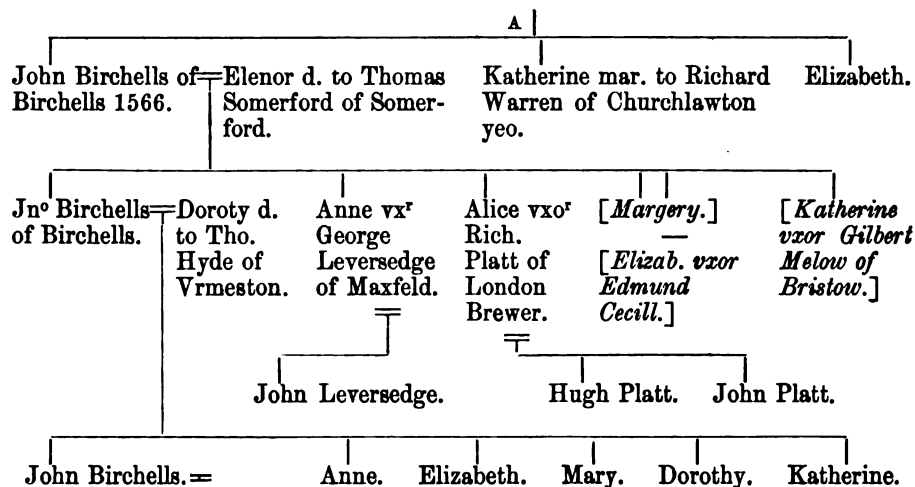 A
John Birchells of
Birchells 1566.
Elenor d. to Thomas
Somerford of Somer-
ford.
Katherine mar. to Richard
Warren of Churchlawton
yeo.
Elizabeth.
Jnº Birchells
of Birchells.
Doroty d.
to Tho.
Hyde of
Vrmeston.
Anne vxʳ
George
Leversedge
of Maxfeld.
Alice vxoʳ
Rich.
Platt of
London
Brewer.
[Margery.]
[Elizab. vxor
Edmund
Cecill.]
[Katherine
vxor Gilbert
Melow of
Bristow.]
John Leversedge.
Hugh Platt.
John Platt.
John Birchells.
Anne.
Elizabeth.
Mary.
Dorothy.
Katherine.